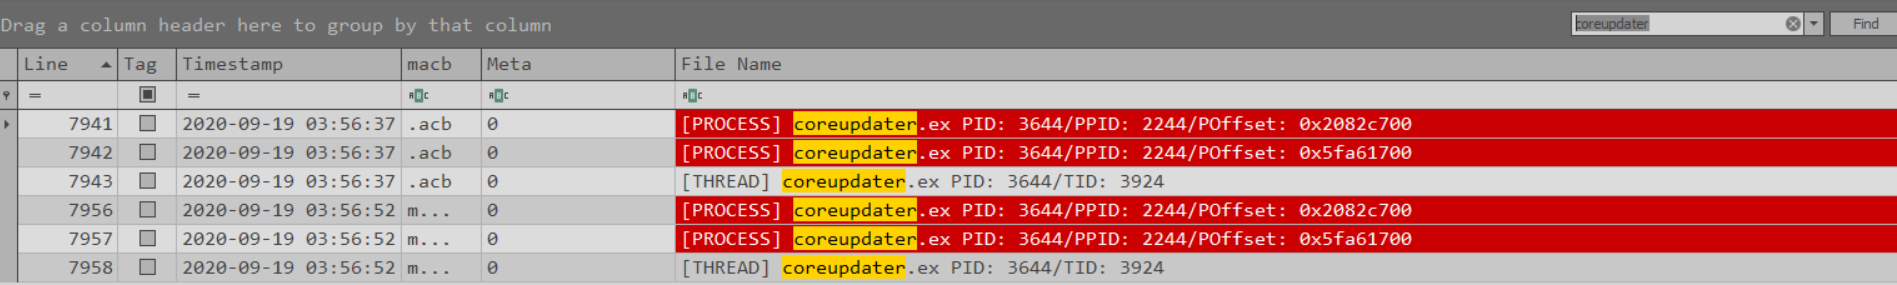 Drag a column header here to group by that column coreupdater Find
Line Tag Timestamp macb Meta File Name
= = ABC ABC ABC
7941 2020-09-19 03:56:37 .acb 0 [PROCESS] coreupdater.ex PID: 3644/PPID: 2244/POffset: 0x2082c700
7942 2020-09-19 03:56:37 .acb 0 [PROCESS] coreupdater.ex PID: 3644/PPID: 2244/POffset: 0x5fa61700
7943 2020-09-19 03:56:37 .acb 0 [THREAD] coreupdater.ex PID: 3644/TID: 3924
7956 2020-09-19 03:56:52 m... 0 [PROCESS] coreupdater.ex PID: 3644/PPID: 2244/POffset: 0x2082c700
7957 2020-09-19 03:56:52 m... 0 [PROCESS] coreupdater.ex PID: 3644/PPID: 2244/POffset: 0x5fa61700
7958 2020-09-19 03:56:52 m... 0 [THREAD] coreupdater.ex PID: 3644/TID: 3924